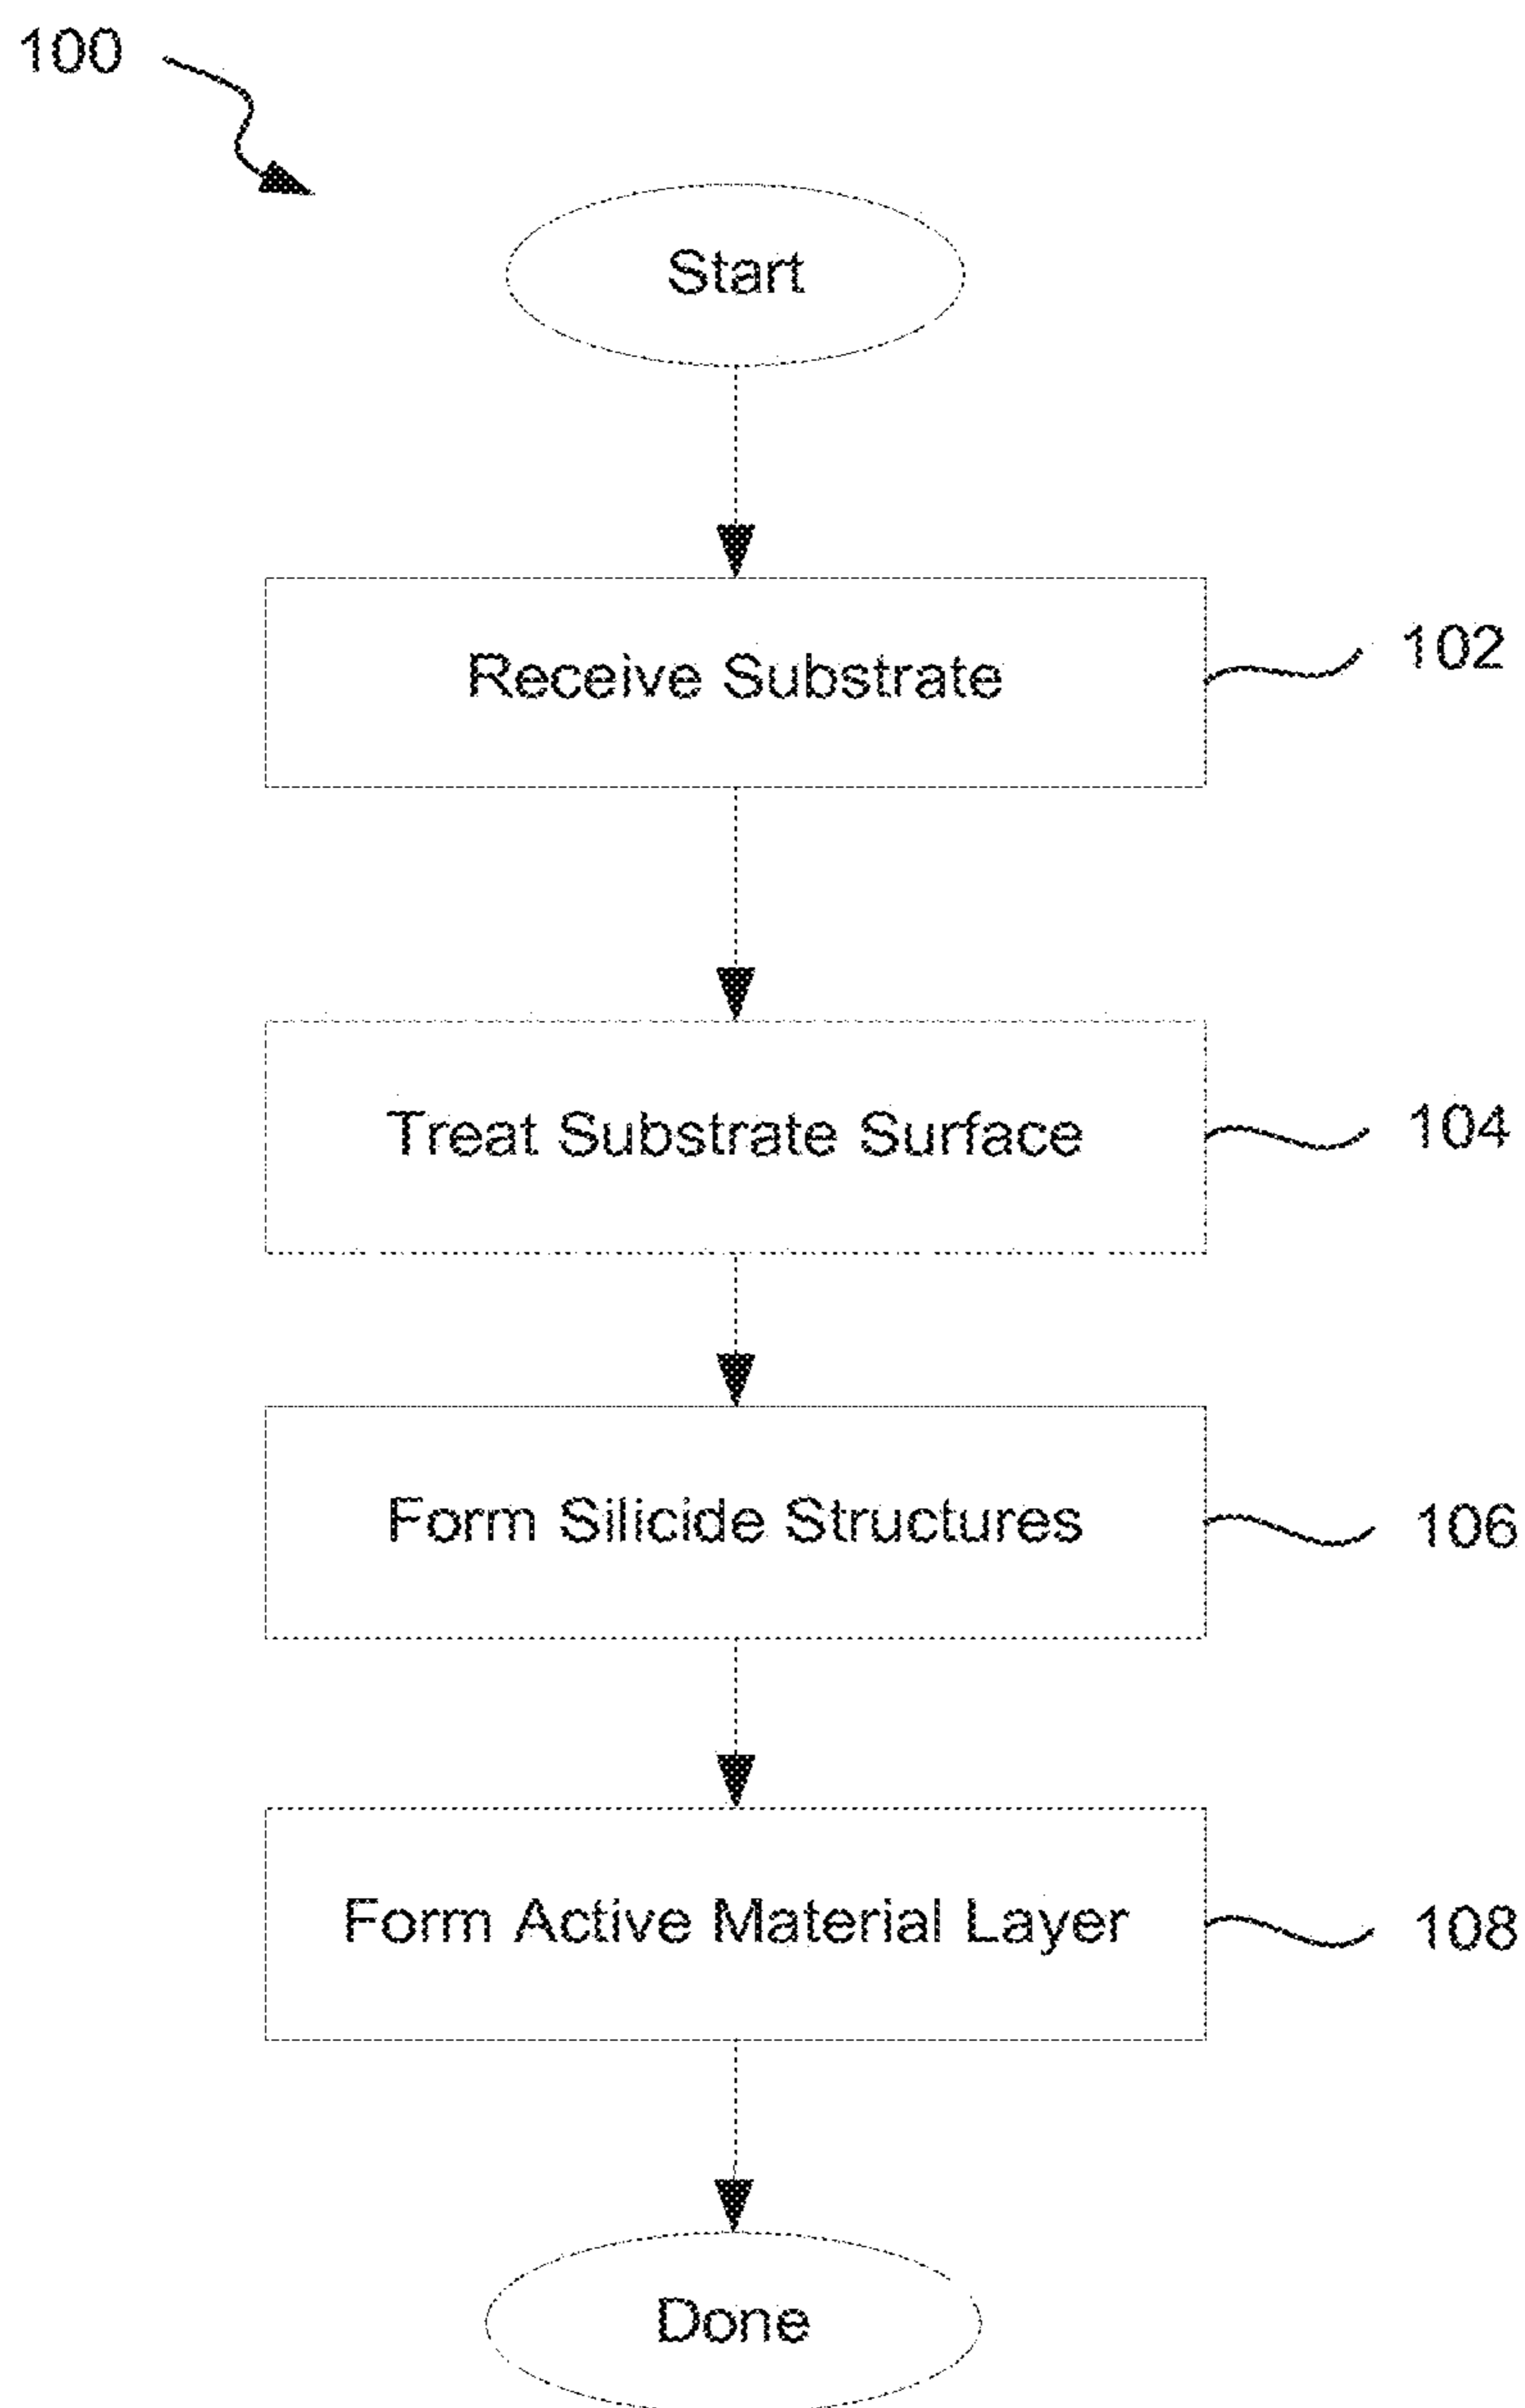 100
Start
Receive Substrate
102
Treat Substrate Surface
104
Form Silicide Structures
106
Form Active Material Layer
108
Done